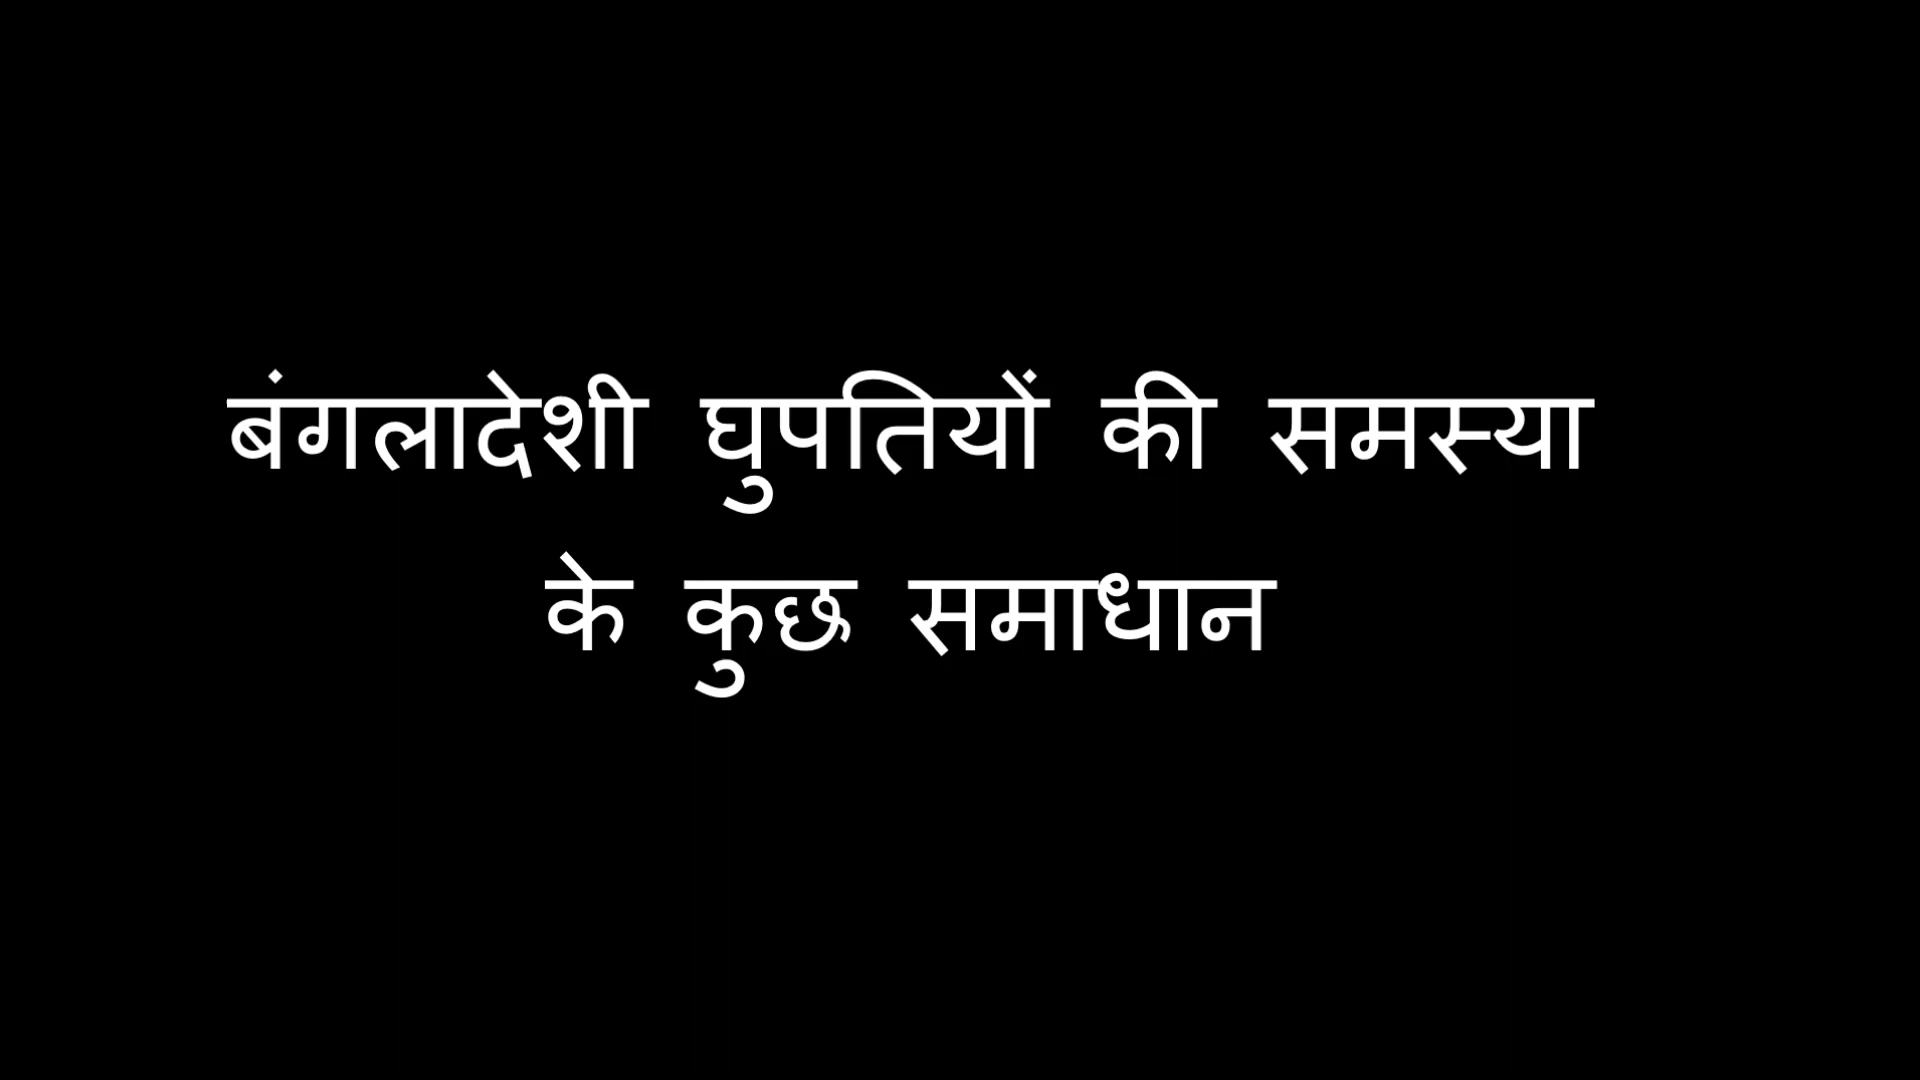 बंगलादेशी घुपतियों की समस्या
के कुछ समाधान